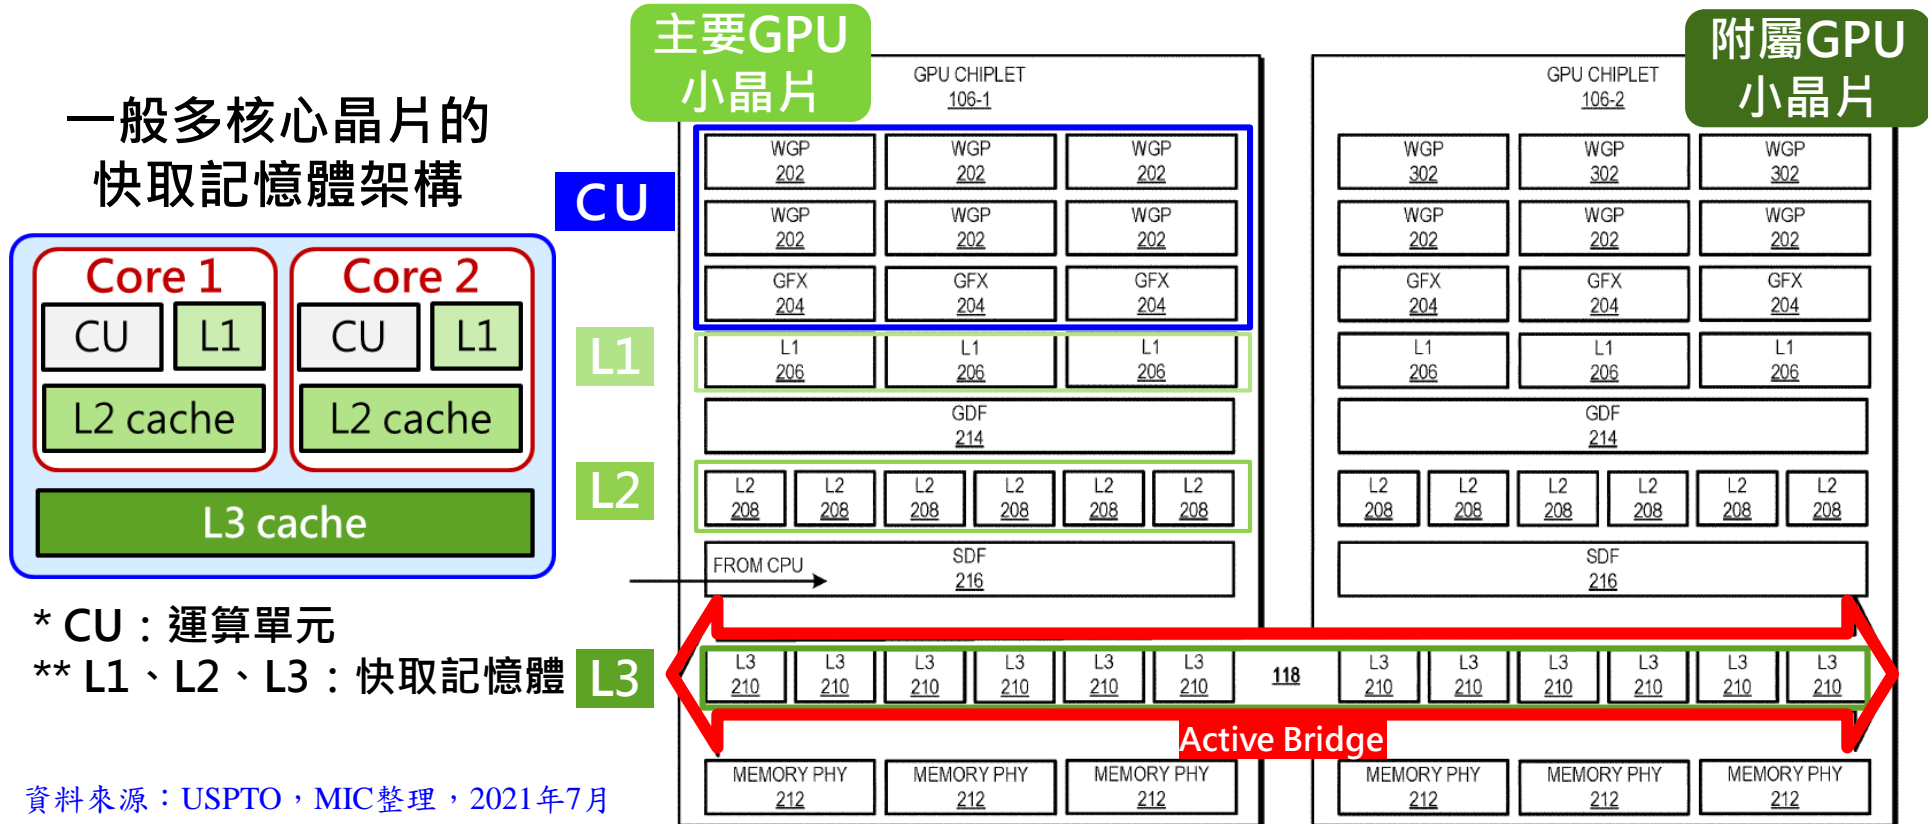 一般多核心晶片的
快取記憶體架構
Core 1
Core 2
CU
L1
CU
L1
L2 cache
L2 cache
L3 cache
* CU：運算單元
** L1、L2、L3：快取記憶體
資料來源：USPTO，MIC整理，2021年7月
主要GPU
小晶片
附屬GPU
小晶片
CU
L1
L2
L3
GPU CHIPLET
106-1
WGP WGP WGP
202 202 202
WGP WGP WGP
202 202 202
GFX GFX GFX
204 204 204
L1 L1 L1
206 206 206
GDF
214
L2 L2 L2 L2 L2 L2
208 208 208 208 208 208
FROM CPU
SDF
216
L3 L3 L3 L3 L3 L3
210 210 210 210 210 210
MEMORY PHY MEMORY PHY MEMORY PHY
212 212 212
118
Active Bridge
GPU CHIPLET
106-2
WGP WGP WGP
302 302 302
WGP WGP WGP
202 202 202
GFX GFX GFX
204 204 204
L1 L1 L1
206 206 206
GDF
214
L2 L2 L2 L2 L2 L2
208 208 208 208 208 208
SDF
216
L3 L3 L3 L3 L3 L3
210 210 210 210 210 210
MEMORY PHY MEMORY PHY MEMORY PHY
212 212 212